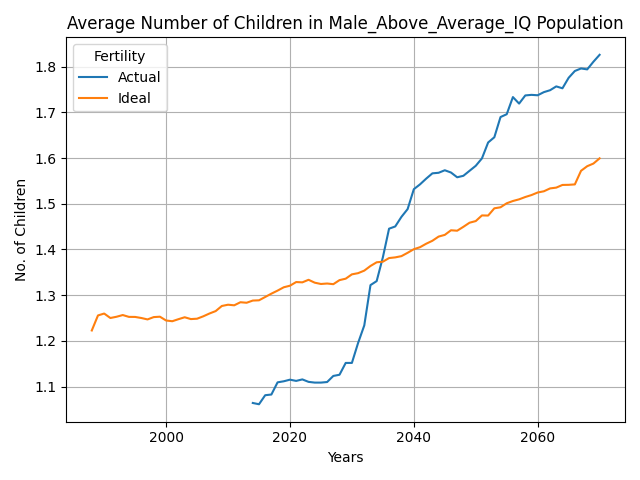 Average Number of Children in Male_Above_Average_IQ Population
Fertility
Actual
Ideal
No. of Children
1.8
1.7
1.6
1.5
1.4
1.3
1.2
1.1
2000 2020 2040 2060
Years